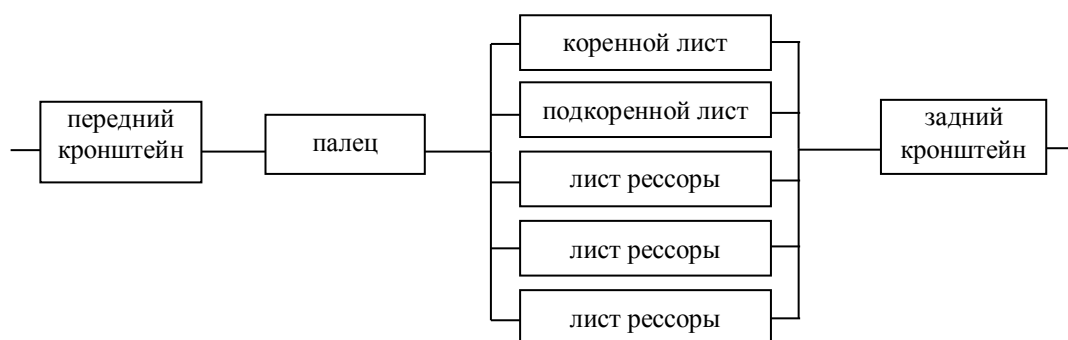 передний
кронштейн
палец
коренной лист
подкоренной лист
лист рессоры
лист рессоры
лист рессоры
задний
кронштейн